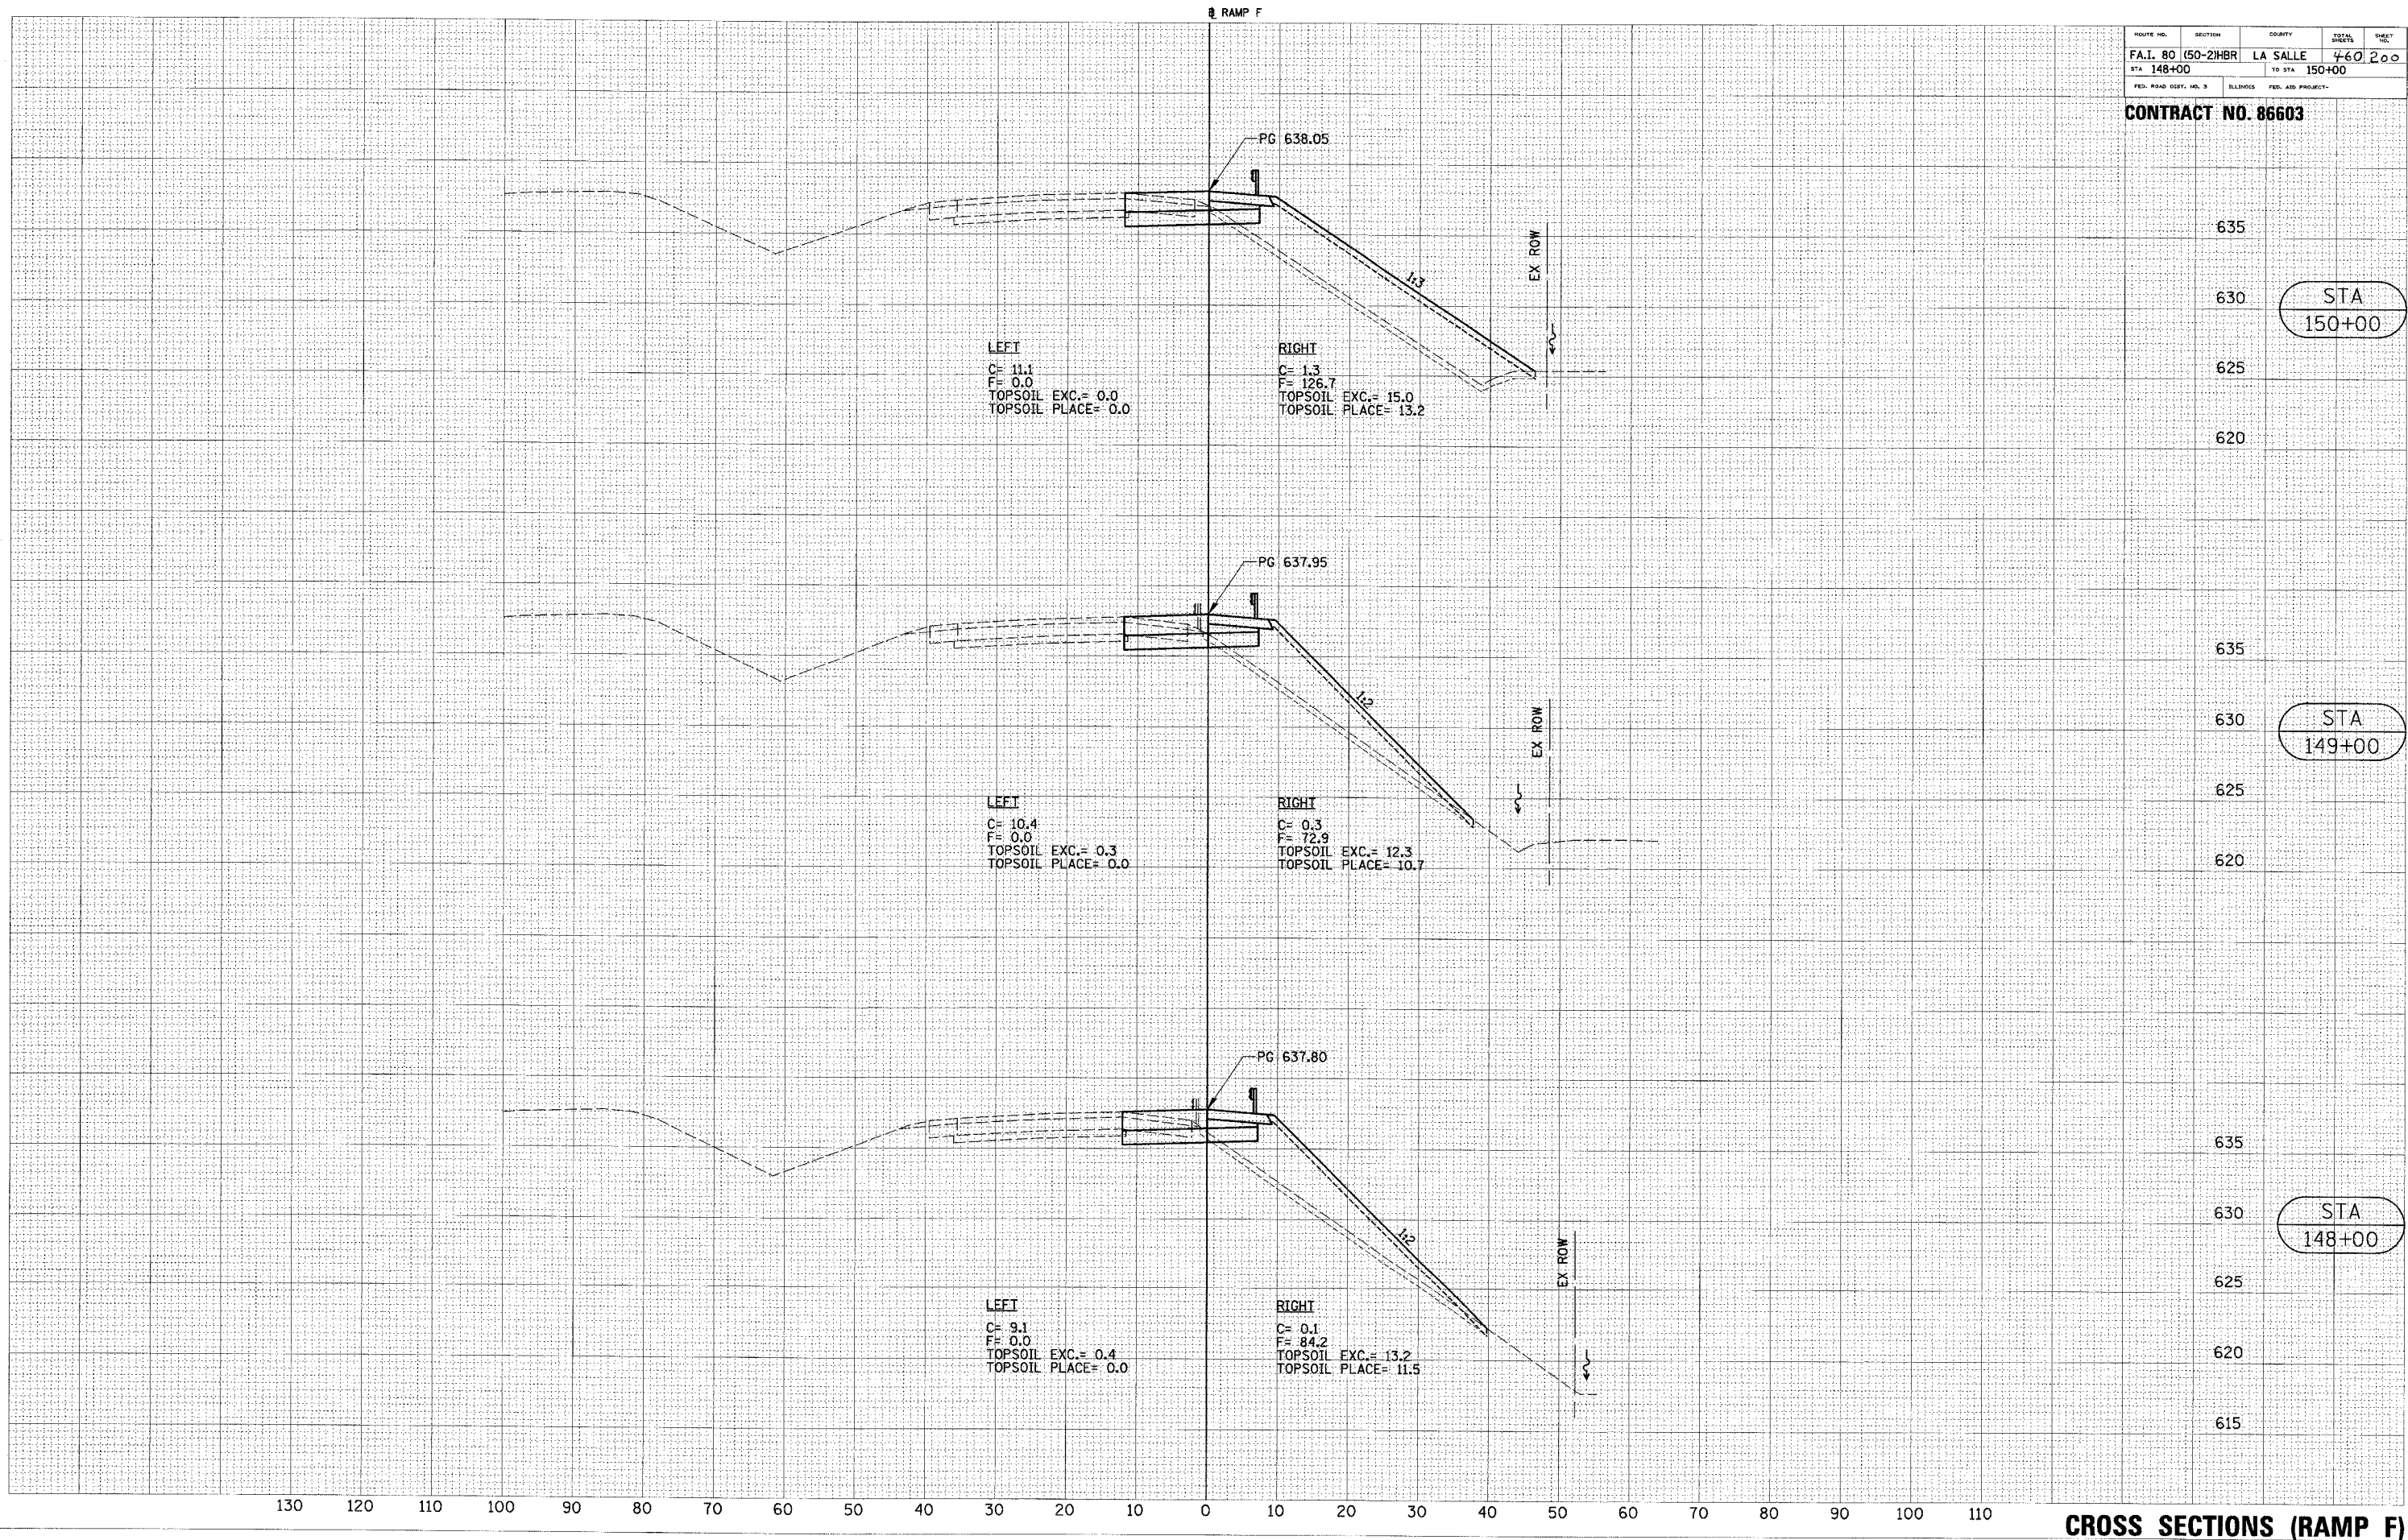 ℄ RAMP F
ROUTE NO. SECTION COUNTY TOTAL SHEETS SHEET NO.
FA.I. 80 (50-2)HBR LA SALLE 460 200
STA 148+00 TO STA 150+00
FED. ROAD DIST. NO. 3 ILLINOIS FED. AID PROJECT-
CONTRACT NO. 86603
PG 638.05
1:3
EX ROW
635
630
625
620
STA
150+00
LEFT
C= 11.1
F= 0.0
TOPSOIL EXC.= 0.0
TOPSOIL PLACE= 0.0
RIGHT
C= 1.3
F= 126.7
TOPSOIL EXC.= 15.0
TOPSOIL PLACE= 13.2
PG 637.95
1:2
EX ROW
635
630
625
620
STA
149+00
LEFT
C= 10.4
F= 0.0
TOPSOIL EXC.= 0.3
TOPSOIL PLACE= 0.0
RIGHT
C= 0.3
F= 72.9
TOPSOIL EXC.= 12.3
TOPSOIL PLACE= 10.7
PG 637.80
1:2
EX ROW
635
630
625
620
615
STA
148+00
LEFT
C= 9.1
F= 0.0
TOPSOIL EXC.= 0.4
TOPSOIL PLACE= 0.0
RIGHT
C= 0.1
F= 84.2
TOPSOIL EXC.= 13.2
TOPSOIL PLACE= 11.5
130 120 110 100 90 80 70 60 50 40 30 20 10 0 10 20 30 40 50 60 70 80 90 100 110
CROSS SECTIONS (RAMP F)